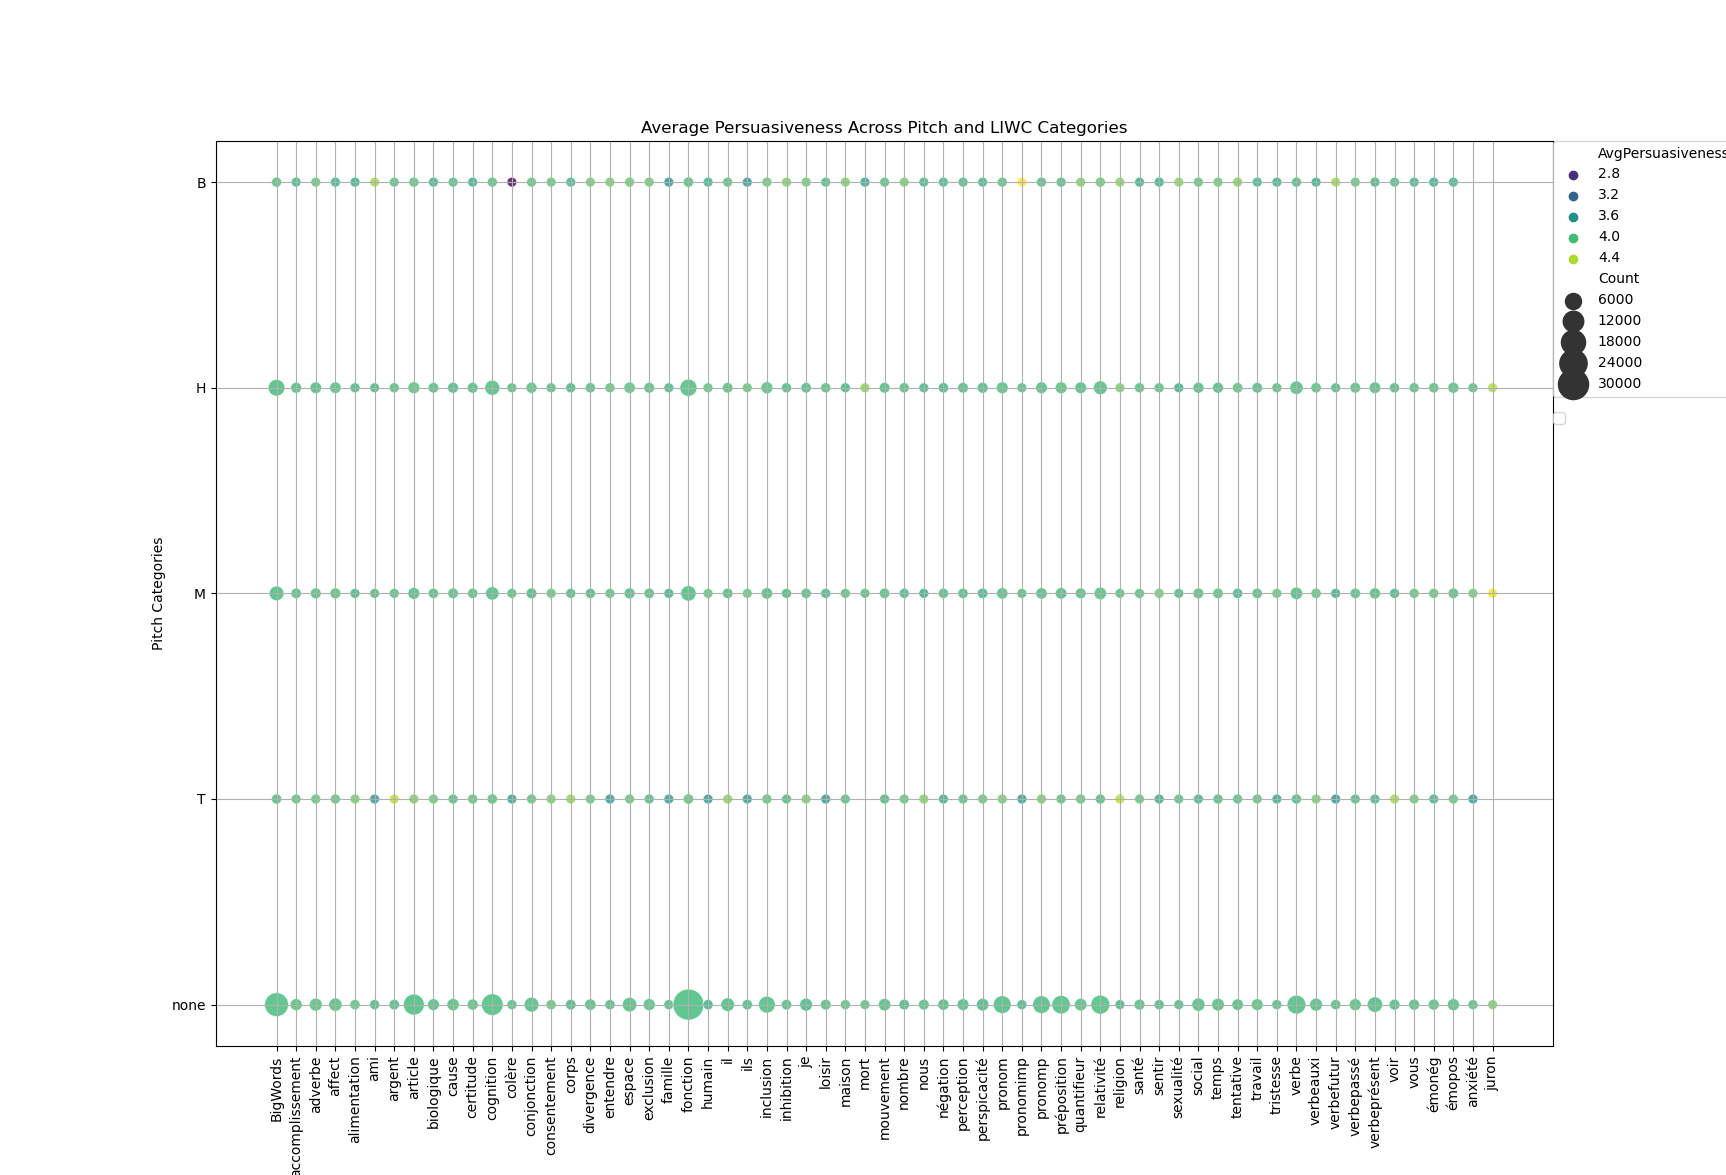 Average Persuasiveness Across Pitch and LIWC Categories
AvgPersuasiveness
2.8
3.2
3.6
4.0
4.4
Count
6000
12000
18000
24000
30000
Pitch Categories
B
H
M
T
none
BigWords
accomplissement
adverbe
affect
alimentation
ami
argent
article
biologique
cause
certitude
cognition
colère
conjonction
consentement
corps
divergence
entendre
espace
exclusion
famille
fonction
humain
il
ils
inclusion
inhibition
je
loisir
maison
mort
mouvement
nombre
nous
négation
perception
perspicacité
pronom
pronomimp
pronomp
préposition
quantifieur
relativité
religion
santé
sentir
sexualité
social
temps
tentative
travail
tristesse
verbe
verbeauxi
verbefutur
verbepassé
verbeprésent
voir
vous
émonég
émopos
anxiété
juron